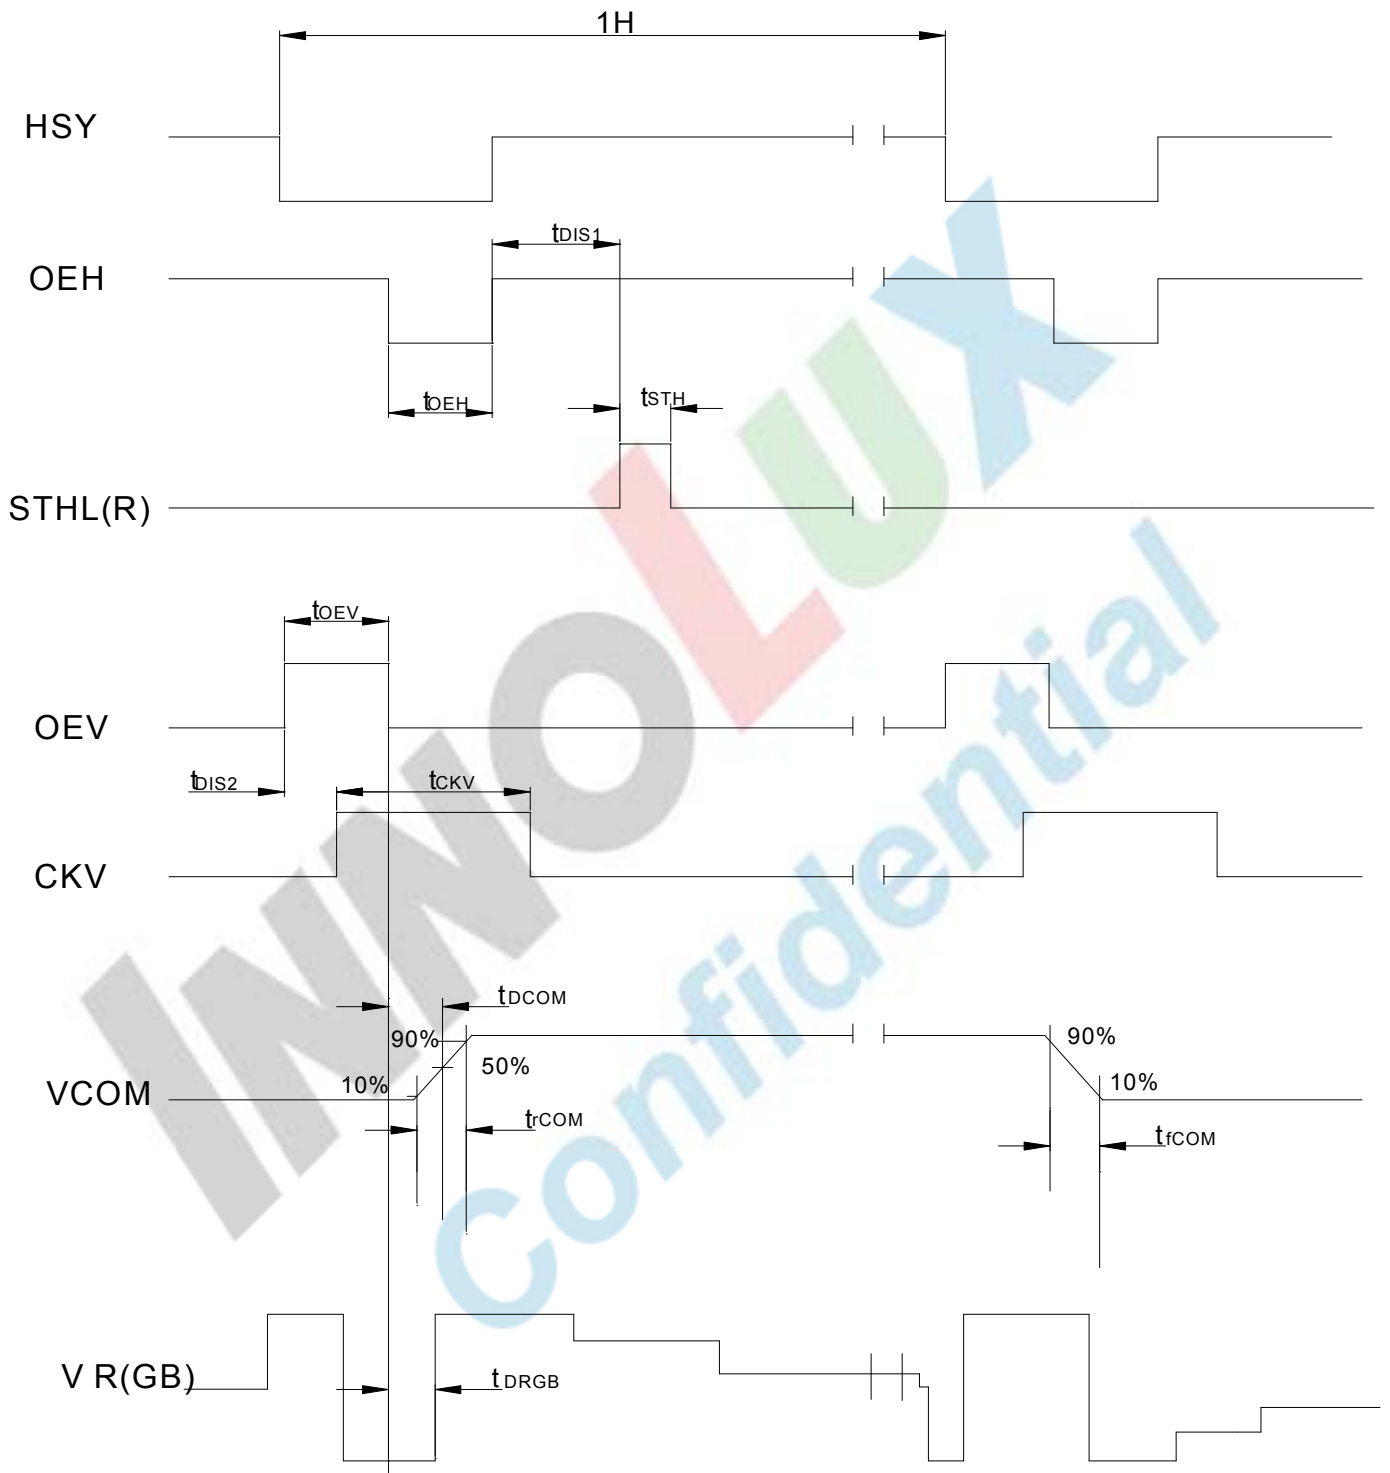 1H
HSY
tDIS1
OEH
tOEH
tSTH
STHL(R)
tOEV
OEV
tDIS2
tCKV
CKV
tDCOM
90%
50%
90%
10%
10%
VCOM
trCOM
tfCOM
V R(GB)
tDRGB
INNOLUX
Confidential